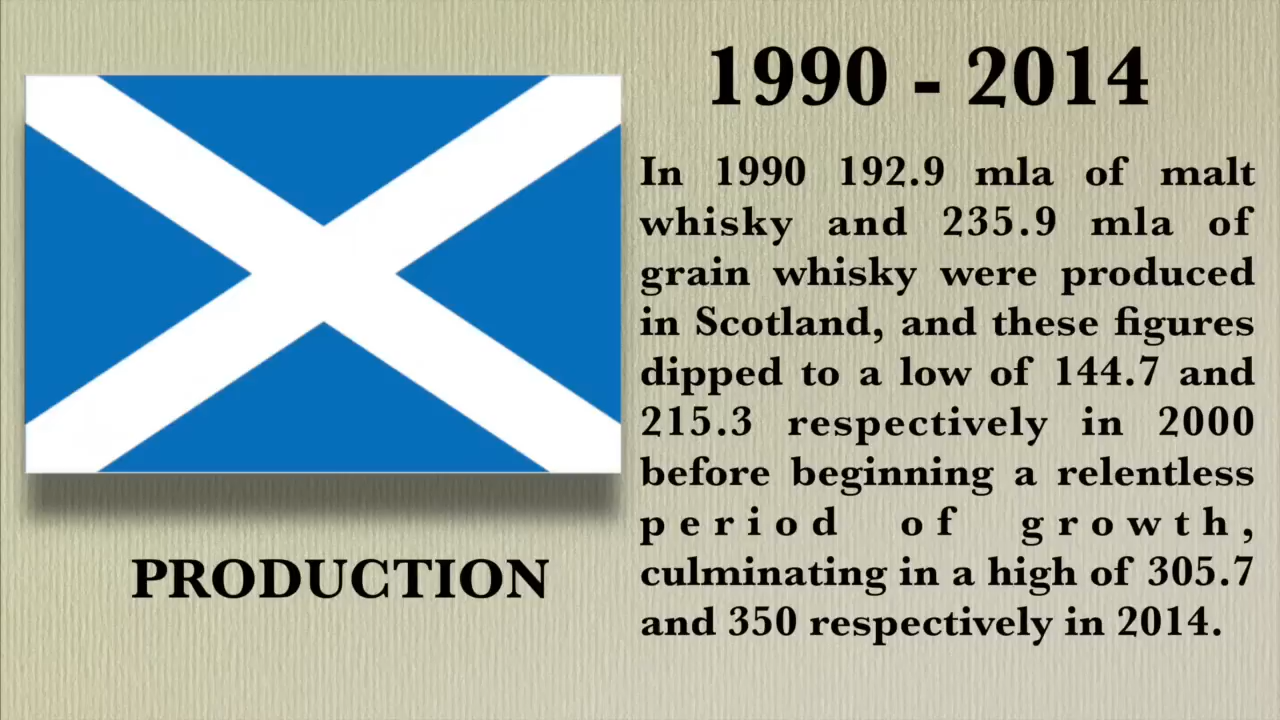 1990 - 2014
In 1990 192.9 mla of malt
whisky and 235.9 mla of
grain whisky were produced
in Scotland, and these figures
dipped to a low of 144.7 and
215.3 respectively in 2000
before beginning a relentless
period of growth,
culminating in a high of 305.7
and 350 respectively in 2014.
PRODUCTION